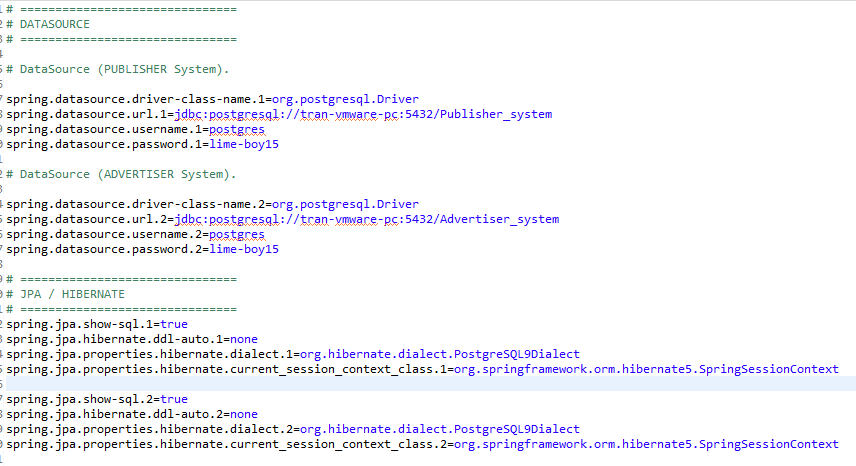 # ===============================
# DATASOURCE
# ===============================
# DataSource (PUBLISHER System).
spring.datasource.driver-class-name.1=org.postgresql.Driver
spring.datasource.url.1=jdbc:postgresql://tran-vmware-pc:5432/Publisher_system
spring.datasource.username.1=postgres
spring.datasource.password.1=lime-boy15
# DataSource (ADVERTISER System).
spring.datasource.driver-class-name.2=org.postgresql.Driver
spring.datasource.url.2=jdbc:postgresql://tran-vmware-pc:5432/Advertiser_system
spring.datasource.username.2=postgres
spring.datasource.password.2=lime-boy15
# ===============================
# JPA / HIBERNATE
# ===============================
spring.jpa.show-sql.1=true
spring.jpa.hibernate.ddl-auto.1=none
spring.jpa.properties.hibernate.dialect.1=org.hibernate.dialect.PostgreSQL9Dialect
spring.jpa.properties.hibernate.current_session_context_class.1=org.springframework.orm.hibernate5.SpringSessionContext
spring.jpa.show-sql.2=true
spring.jpa.hibernate.ddl-auto.2=none
spring.jpa.properties.hibernate.dialect.2=org.hibernate.dialect.PostgreSQL9Dialect
spring.jpa.properties.hibernate.current_session_context_class.2=org.springframework.orm.hibernate5.SpringSessionContext